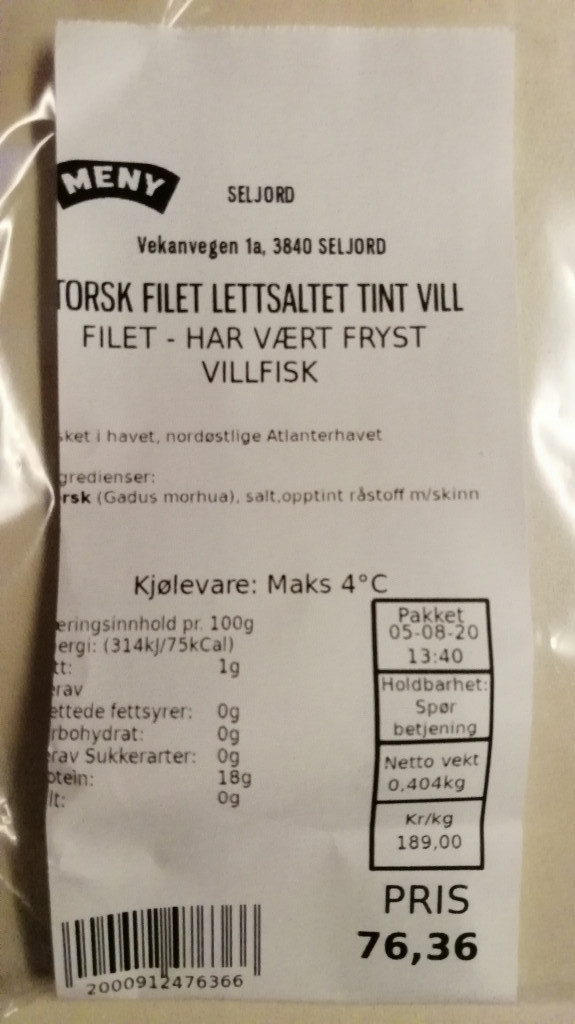 MENY
SELJORD
Vekanvegen 1a, 3840 SELJORD
TORSK FILET LETTSALTET TINT VILL
FILET - HAR VÆRT FRYST
VILLFISK
sket i havet, nordøstlige Atlanterhavet
gredienser:
rsk (Gadus morhua), salt,opptint råstoff m/skinn
Kjølevare: Maks 4°C
eringsinnhold pr. 100g
ergi: (314kJ/75kCal)
tt: 1g
rav
ettede fettsyrer: 0g
rbohydrat: 0g
rav Sukkerarter: 0g
otein: 18g
lt: 0g
Pakket
05-08-20
13:40
Holdbarhet:
Spør
betjening
Netto vekt
0,404kg
Kr/kg
189,00
PRIS
76,36
2000912476366